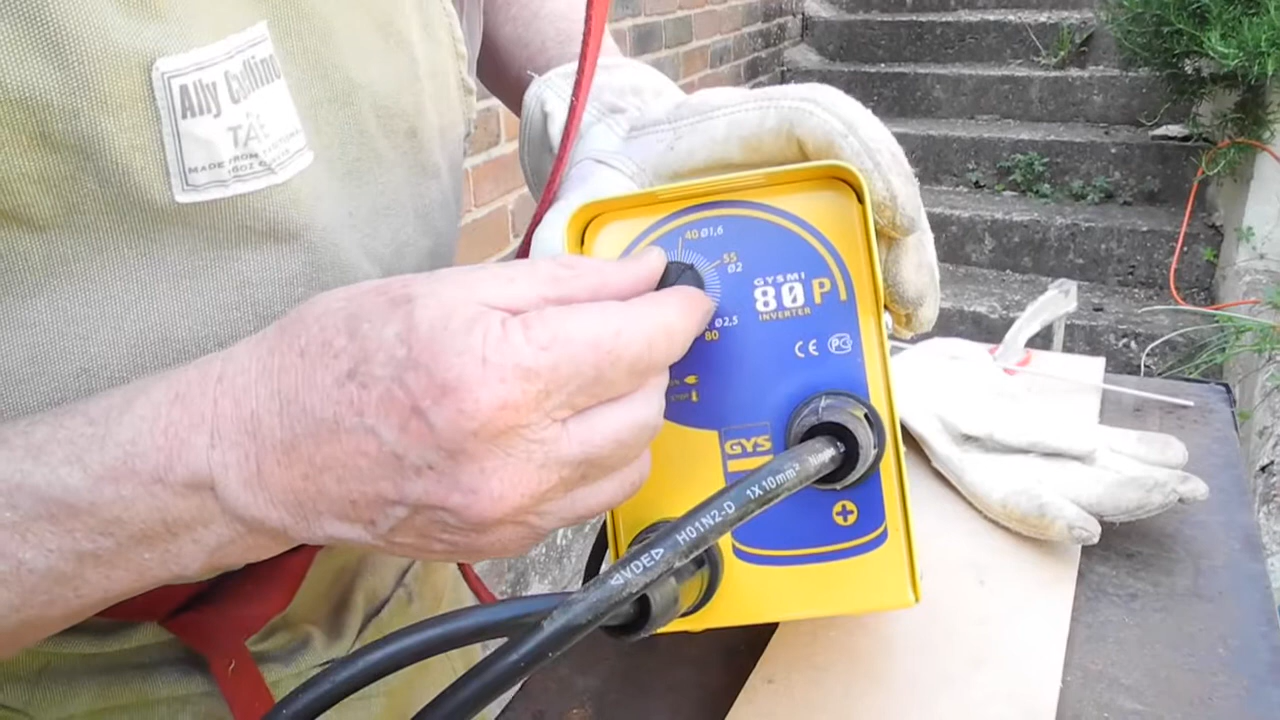 Ally
TA
MADE FROM
40 Ø1,6
55
Ø2
GYSMI
80P
INVERTER
Ø2,5
80
CE PC
GYS
1X10mm²
H01N2-D
◁VDE▷
+